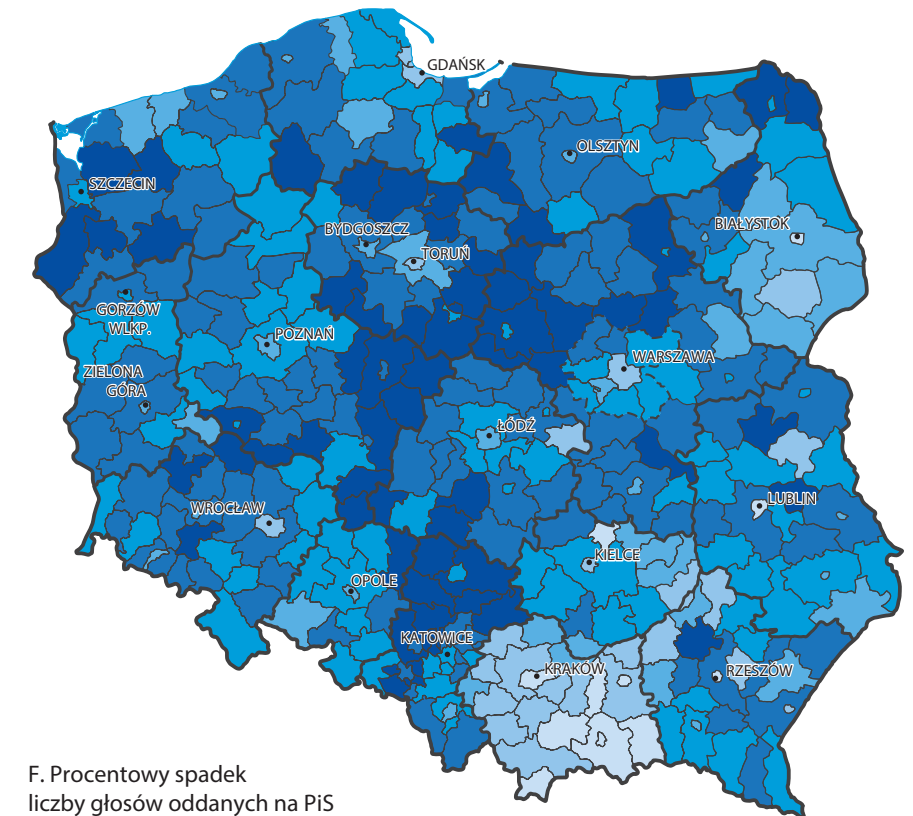 GDAŃSK
OLSZTYN
SZCZECIN
BIAŁYSTOK
BYDGOSZCZ
TORUŃ
GORZÓW
WLKP.
POZNAŃ
WARSZAWA
ZIELONA
GÓRA
ŁÓDŹ
WROCŁAW
LUBLIN
KIELCE
OPOLE
KATOWICE
KRAKÓW
RZESZÓW
F. Procentowy spadek
liczby głosów oddanych na PiS